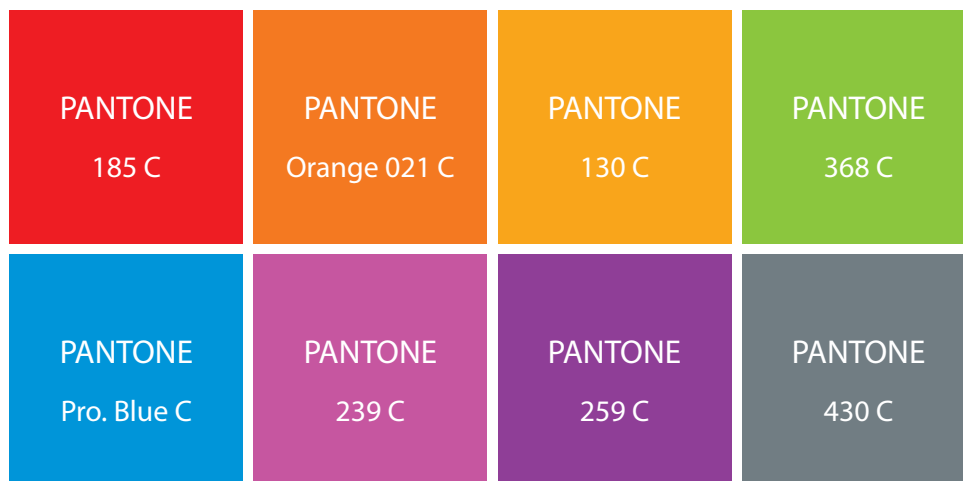 PANTONE
185 C
PANTONE
Orange 021 C
PANTONE
130 C
PANTONE
368 C
PANTONE
Pro. Blue C
PANTONE
239 C
PANTONE
259 C
PANTONE
430 C